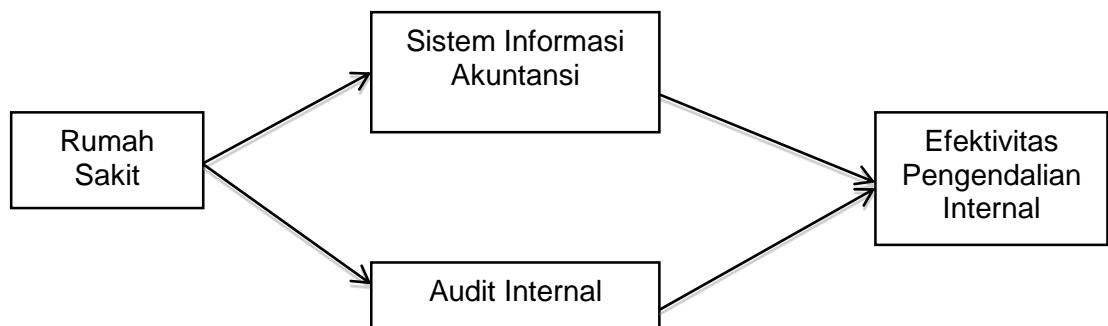 Sistem Informasi
Akuntansi
Rumah
Sakit
Efektivitas
Pengendalian
Internal
Audit Internal